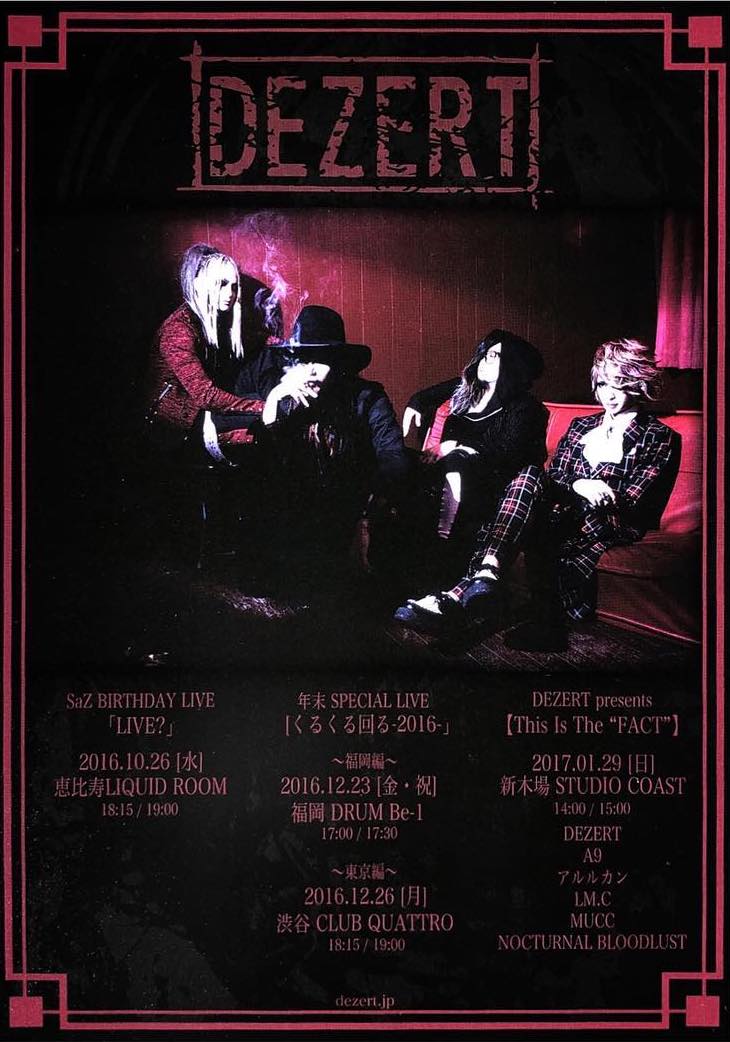 DEZERT
SaZ BIRTHDAY LIVE
「LIVE?」
2016.10.26 [水]
恵比寿LIQUID ROOM
18:15 / 19:00
年末 SPECIAL LIVE
[くるくる回る-2016-」
～福岡編～
2016.12.23 [金・祝]
福岡 DRUM Be-1
17:00 / 17:30
～東京編～
2016.12.26 [月]
渋谷 CLUB QUATTRO
18:15 / 19:00
DEZERT presents
【This Is The “FACT”】
2017.01.29 [日]
新木場 STUDIO COAST
14:00 / 15:00
DEZERT
A9
アルルカン
LM.C
MUCC
NOCTURNAL BLOODLUST
dezert.jp